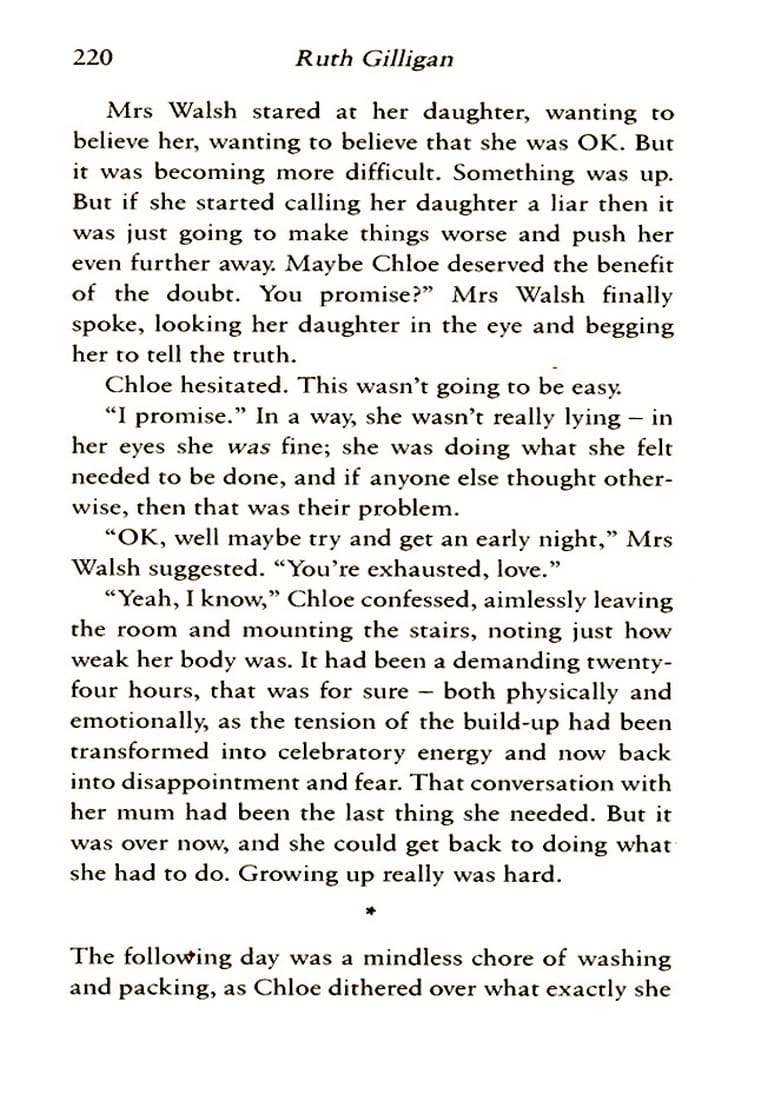 220 Ruth Gilligan
Mrs Walsh stared at her daughter, wanting to
believe her, wanting to believe that she was OK. But
it was becoming more difficult. Something was up.
But if she started calling her daughter a liar then it
was just going to make things worse and push her
even further away. Maybe Chloe deserved the benefit
of the doubt. You promise?” Mrs Walsh finally
spoke, looking her daughter in the eye and begging
her to tell the truth.
Chloe hesitated. This wasn’t going to be easy.
“I promise.” In a way, she wasn’t really lying – in
her eyes she was fine; she was doing what she felt
needed to be done, and if anyone else thought other-
wise, then that was their problem.
“OK, well maybe try and get an early night,” Mrs
Walsh suggested. “You’re exhausted, love.”
“Yeah, I know,” Chloe confessed, aimlessly leaving
the room and mounting the stairs, noting just how
weak her body was. It had been a demanding twenty-
four hours, that was for sure – both physically and
emotionally, as the tension of the build-up had been
transformed into celebratory energy and now back
into disappointment and fear. That conversation with
her mum had been the last thing she needed. But it
was over now, and she could get back to doing what
she had to do. Growing up really was hard.
*
The following day was a mindless chore of washing
and packing, as Chloe dithered over what exactly she